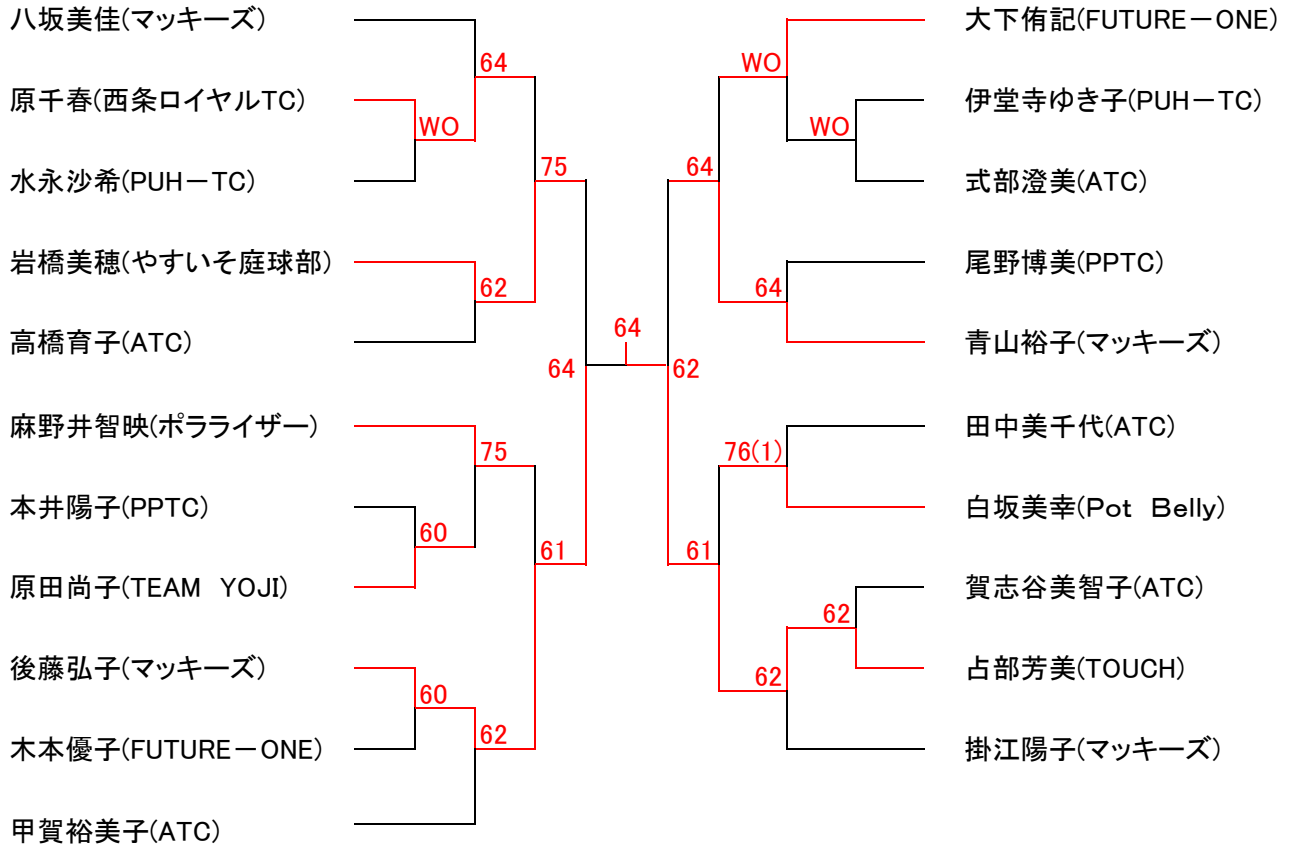 八坂美佳(マッキーズ)
64
原千春(西条ロイヤルTC)
WO
水永沙希(PUH-TC)
75
岩橋美穂(やすいそ庭球部)
62
高橋育子(ATC)
64
麻野井智映(ポラライザー)
75
本井陽子(PPTC)
60
原田尚子(TEAM YOJI)
61
後藤弘子(マッキーズ)
60
木本優子(FUTURE-ONE)
62
甲賀裕美子(ATC)
64
大下侑記(FUTURE-ONE)
WO
伊堂寺ゆき子(PUH-TC)
WO
式部澄美(ATC)
64
尾野博美(PPTC)
64
青山裕子(マッキーズ)
62
田中美千代(ATC)
76(1)
白坂美幸(Pot Belly)
61
賀志谷美智子(ATC)
62
占部芳美(TOUCH)
62
掛江陽子(マッキーズ)